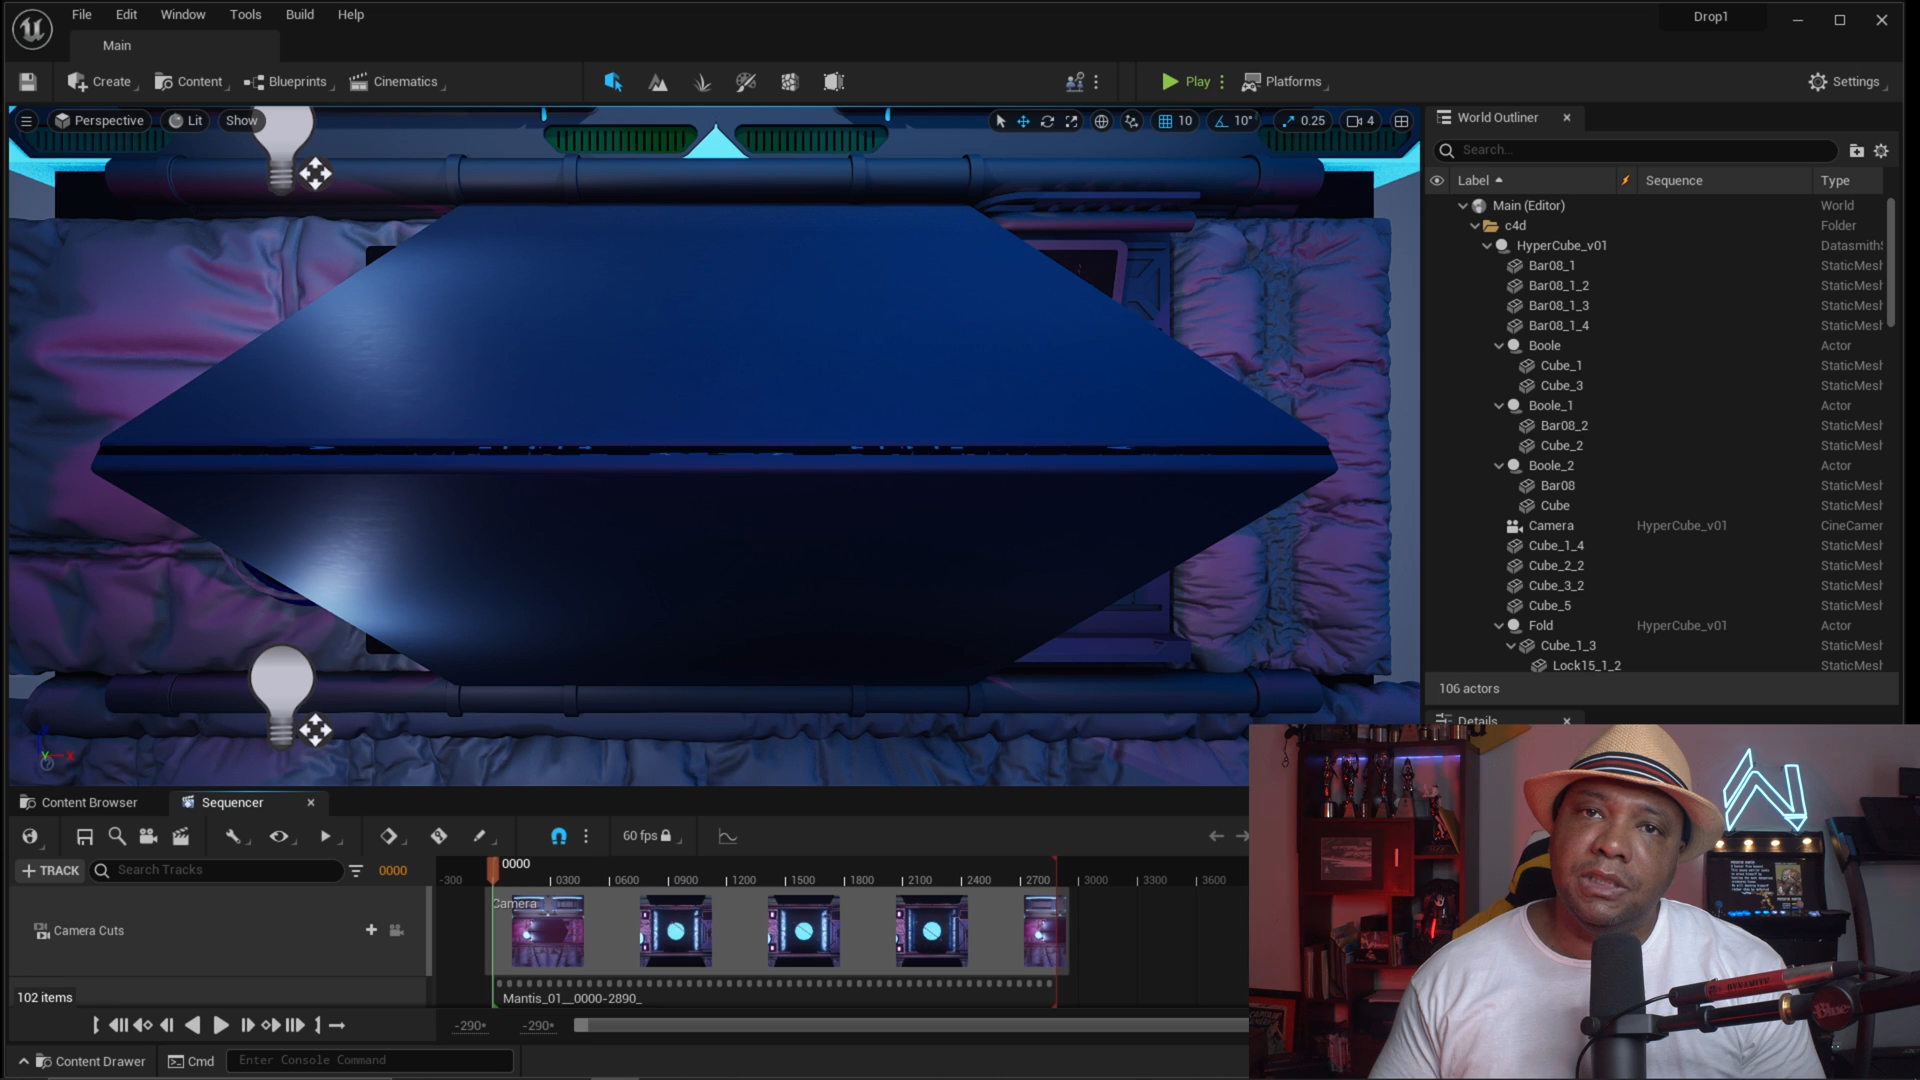 File Edit Window Tools Build Help
Drop1
Main
Create Content Blueprints Cinematics Play Platforms Settings
Perspective Lit Show 10 10° 0.25 4
World Outliner
Search...
Label Sequence Type
Main (Editor) World
c4d Folder
HyperCube_v01 Datasmith
Bar08_1 StaticMesh
Bar08_1_2 StaticMesh
Bar08_1_3 StaticMesh
Bar08_1_4 StaticMesh
Boole Actor
Cube_1 StaticMesh
Cube_3 StaticMesh
Boole_1 Actor
Bar08_2 StaticMesh
Cube_2 StaticMesh
Boole_2 Actor
Bar08 StaticMesh
Cube StaticMesh
Camera HyperCube_v01 CineCamer
Cube_1_4 StaticMesh
Cube_2_2 StaticMesh
Cube_3_2 StaticMesh
Cube_5 StaticMesh
Fold HyperCube_v01 Actor
Cube_1_3 StaticMesh
Lock15_1_2 StaticMesh
106 actors
Details
Content Browser Sequencer
60 fps
TRACK Search Tracks 0000
0000
-300 0300 0600 0900 1200 1500 1800 2100 2400 2700 3000 3300 3600
Camera
Camera Cuts
102 items
Mantis_01__0000-2890_
-290* -290*
Content Drawer Cmd Enter Console Command
Blue